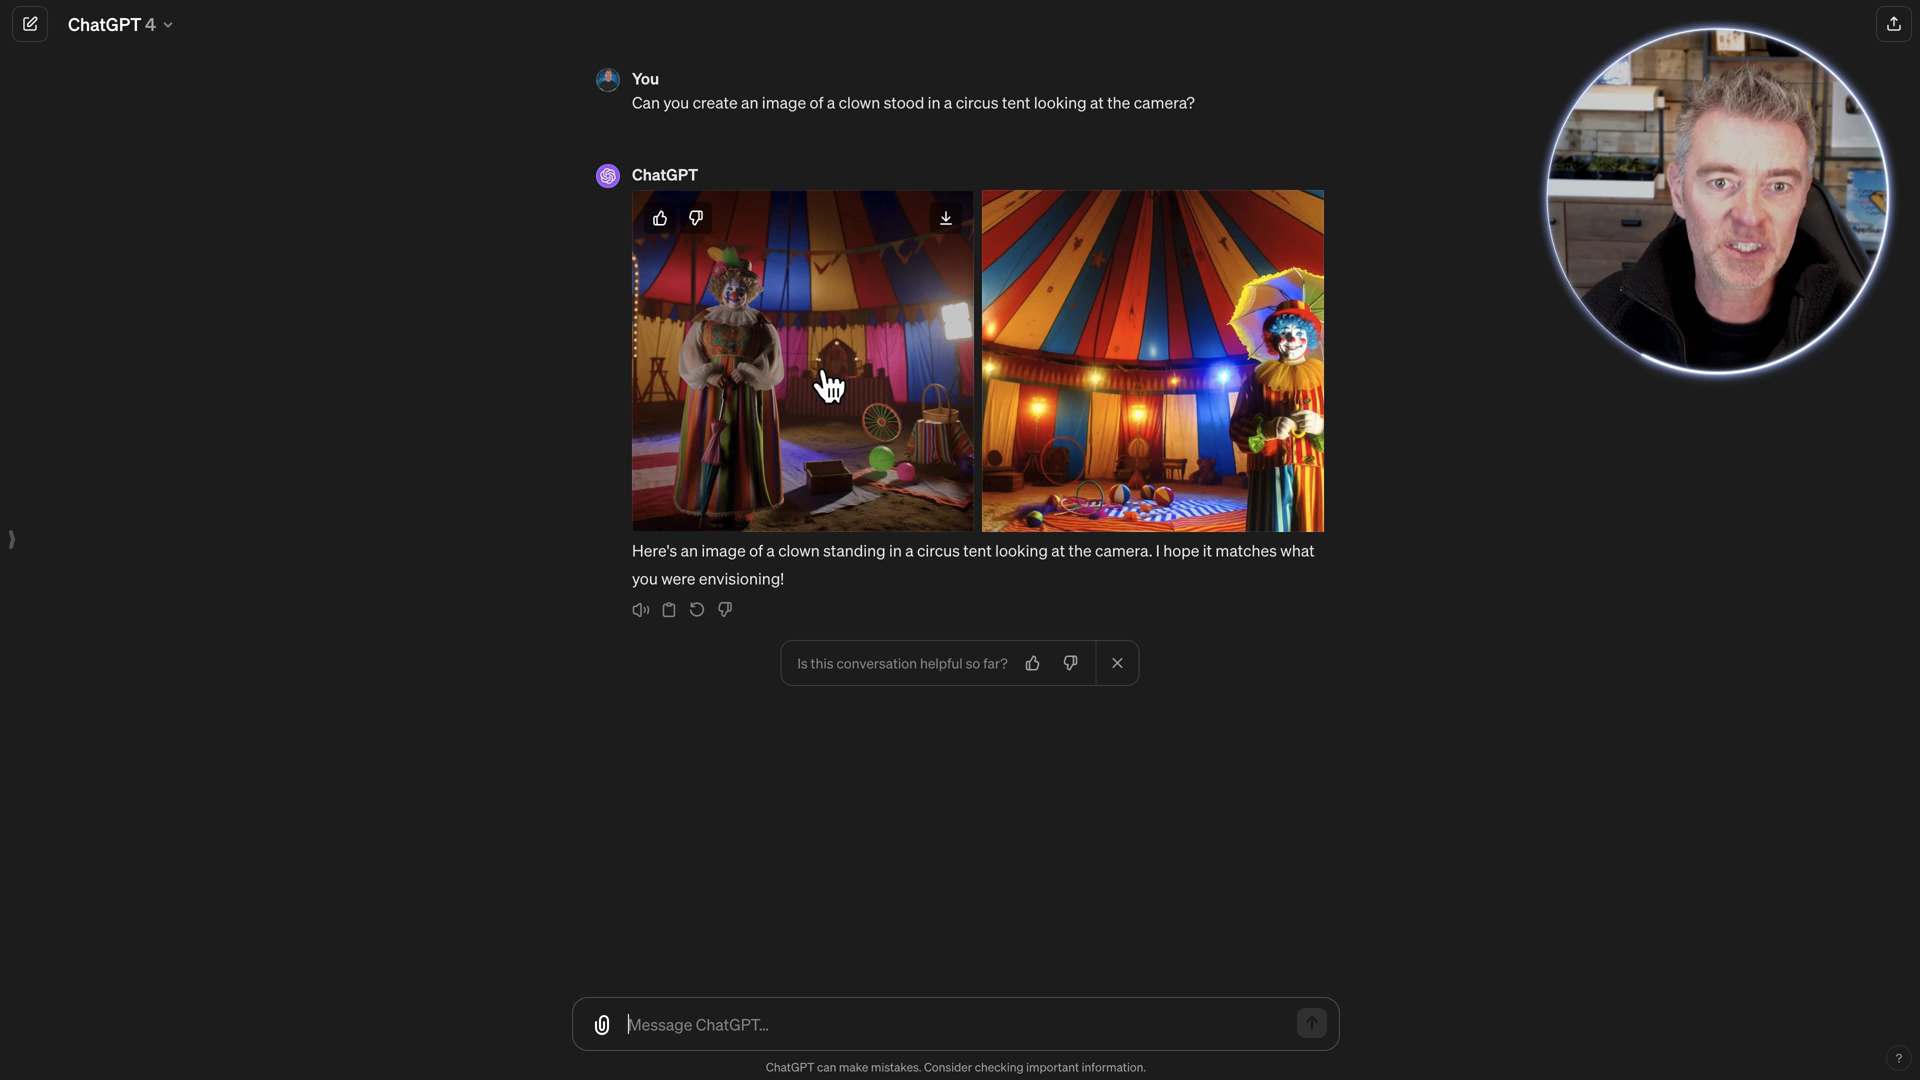 ChatGPT 4
You
Can you create an image of a clown stood in a circus tent looking at the camera?
ChatGPT
Here's an image of a clown standing in a circus tent looking at the camera. I hope it matches what
you were envisioning!
Is this conversation helpful so far?
Message ChatGPT...
ChatGPT can make mistakes. Consider checking important information.
?